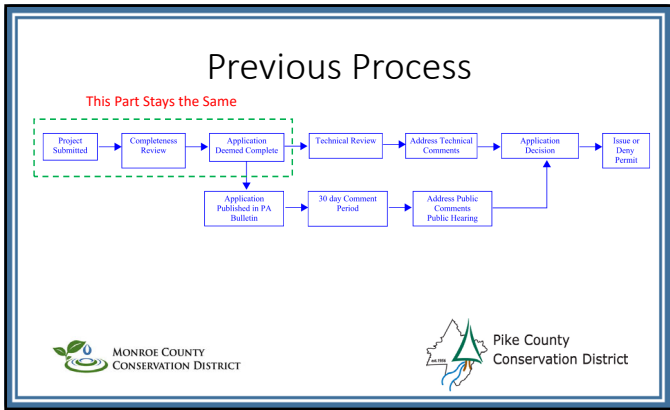 Previous Process
This Part Stays the Same
Project
Submitted
Completeness
Review
Application
Deemed Complete
Technical Review
Address Technical
Comments
Application
Decision
Issue or
Deny
Permit
Application
Published in PA
Bulletin
30 day Comment
Period
Address Public
Comments
Public Hearing
MONROE COUNTY
CONSERVATION DISTRICT
est.1956
Pike County
Conservation District